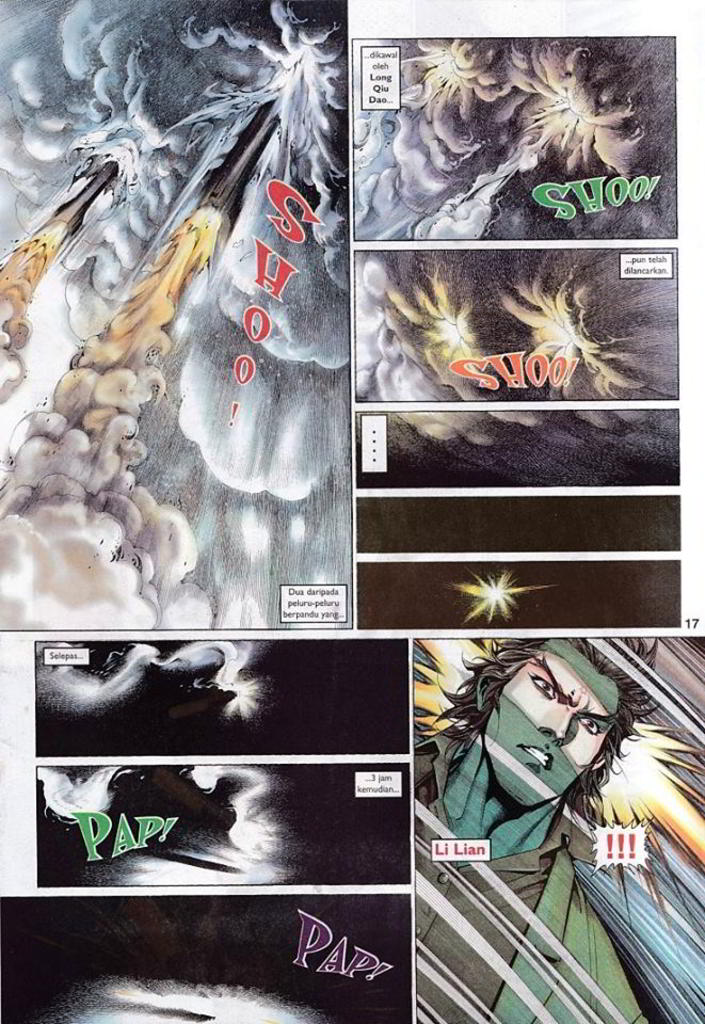 SHOO!
Dua daripada
peluru-peluru
berpandu yang...
...dikawal
oleh
Long
Qiu
Dao...
SHOO!
...pun telah
dilancarkan.
SHOO!
....
17
Selepas...
...3 jam
kemudian...
PAP!
PAP!
Li Lian
!!!